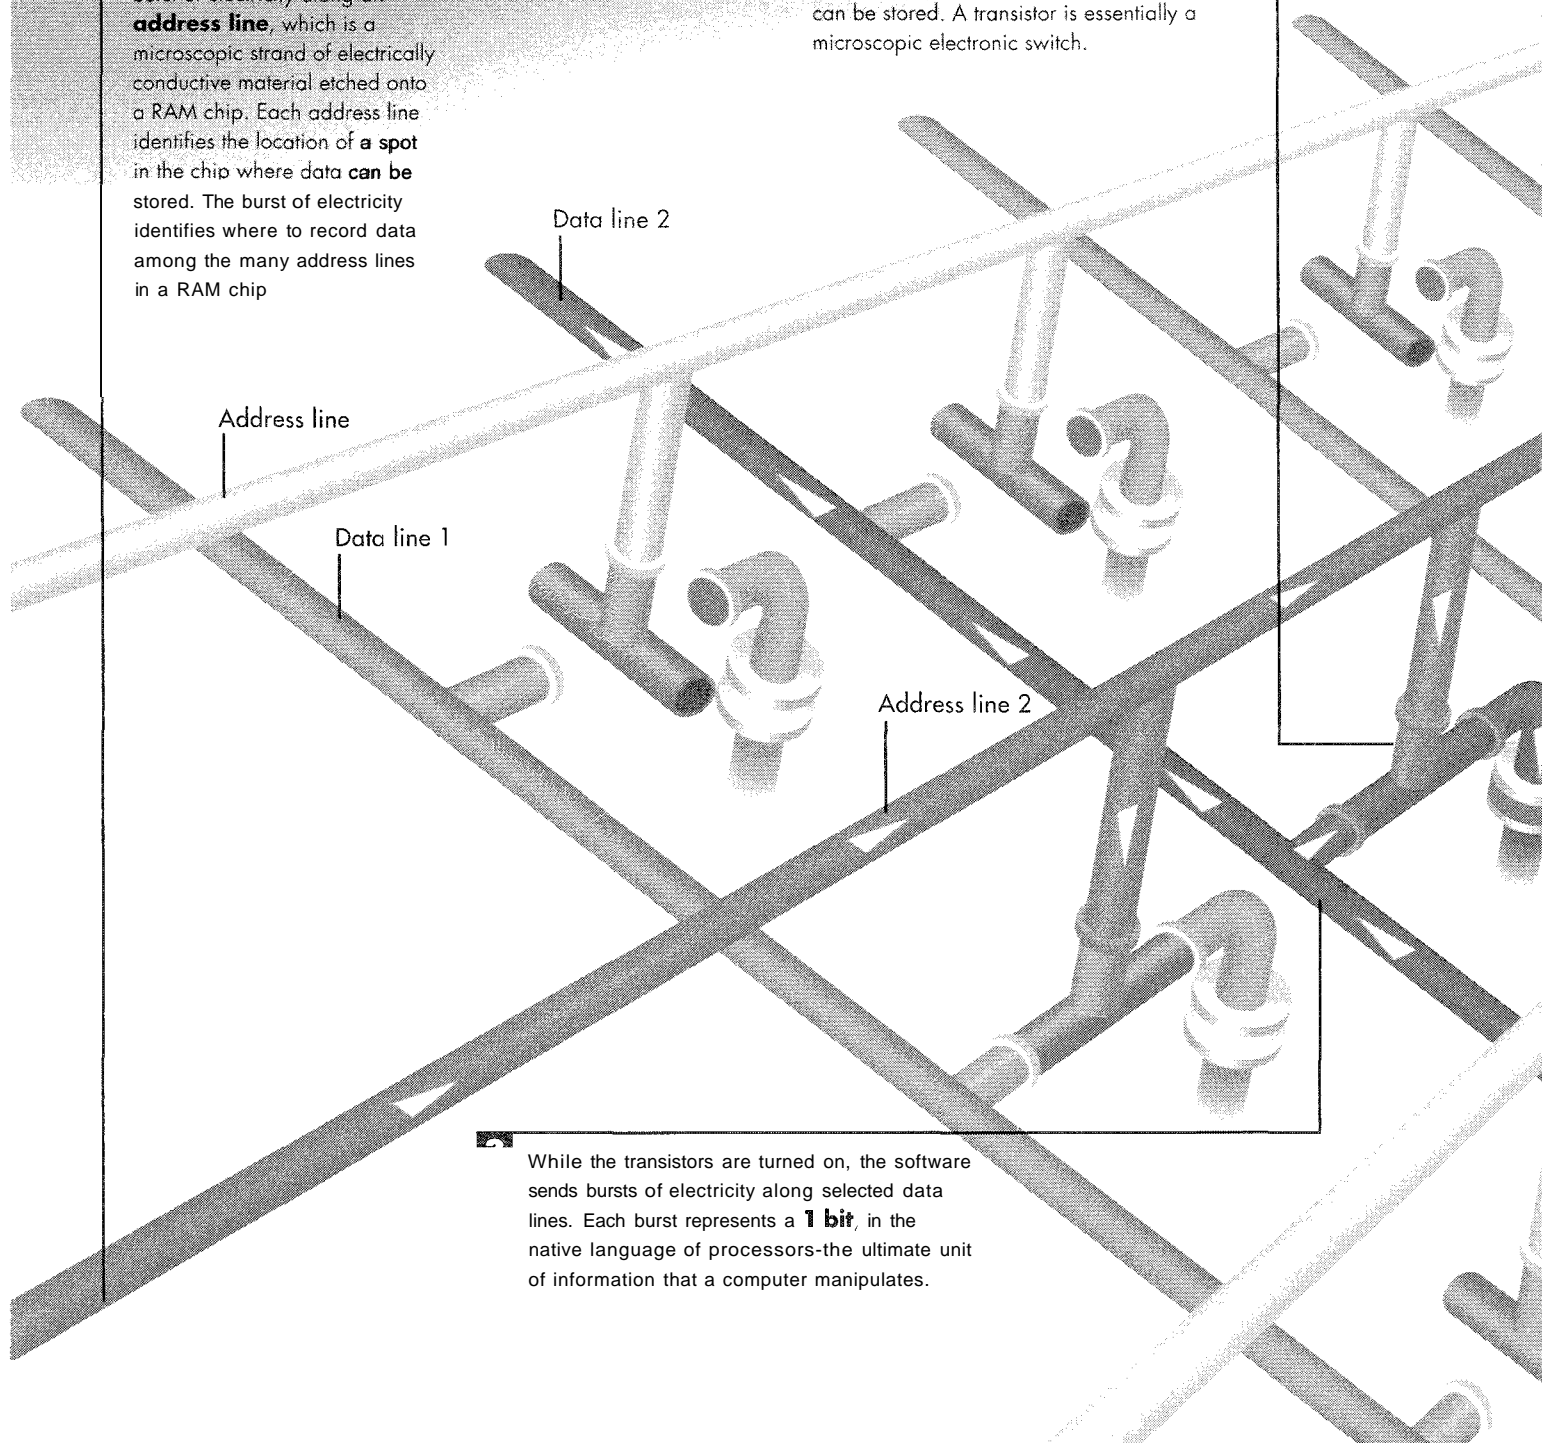 address line, which is a
microscopic strand of electrically
conductive material etched onto
a RAM chip. Each address line
identifies the location of a spot
in the chip where data can be
stored. The burst of electricity
identifies where to record data
among the many address lines
in a RAM chip
can be stored. A transistor is essentially a
microscopic electronic switch.
Data line 2
Address line
Data line 1
Address line 2
While the transistors are turned on, the software
sends bursts of electricity along selected data
lines. Each burst represents a 1 bit, in the
native language of processors-the ultimate unit
of information that a computer manipulates.